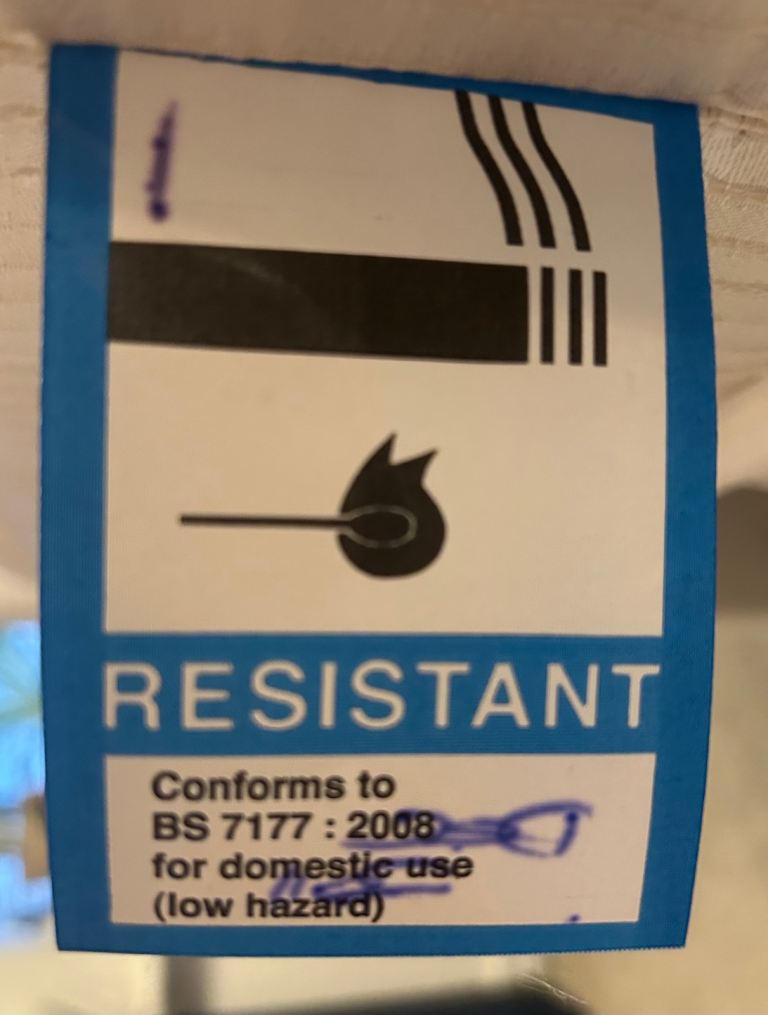 RESISTANT
Conforms to
BS 7177 : 2008
for domestic use
(low hazard)